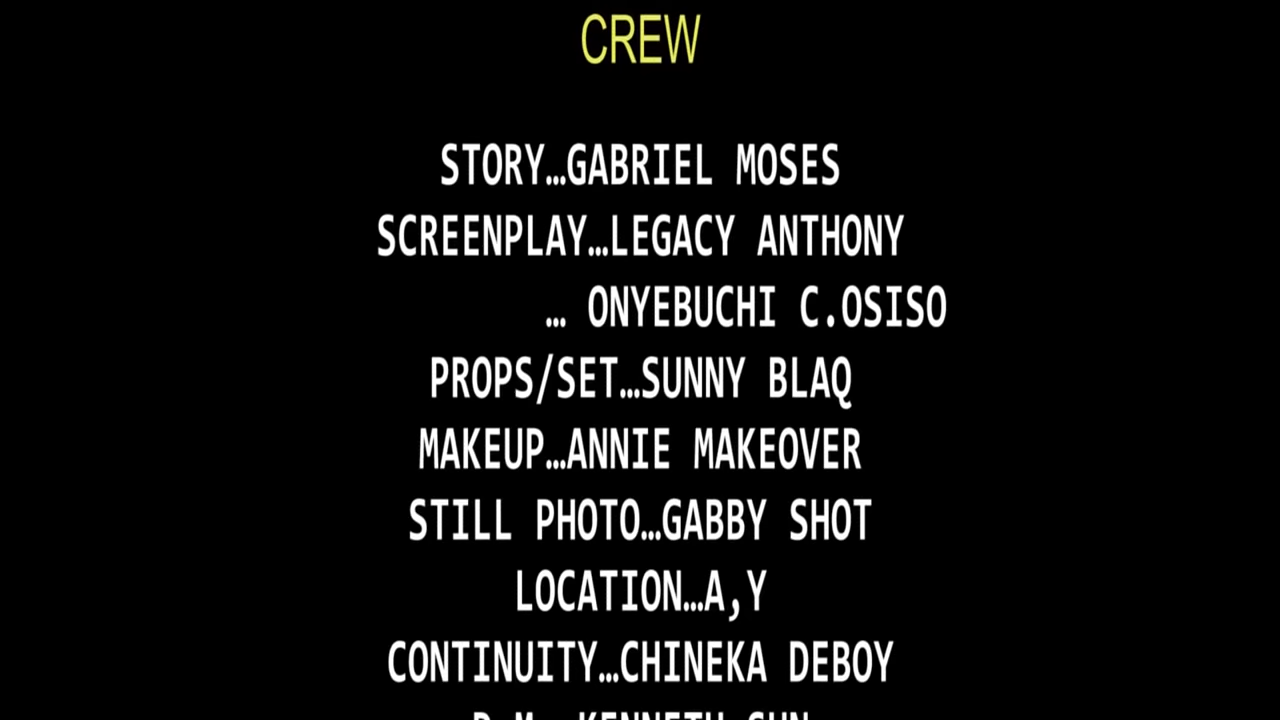 CREW
STORY…GABRIEL MOSES
SCREENPLAY…LEGACY ANTHONY
… ONYEBUCHI C.OSISO
PROPS/SET…SUNNY BLAQ
MAKEUP…ANNIE MAKEOVER
STILL PHOTO…GABBY SHOT
LOCATION…A,Y
CONTINUITY…CHINEKA DEBOY